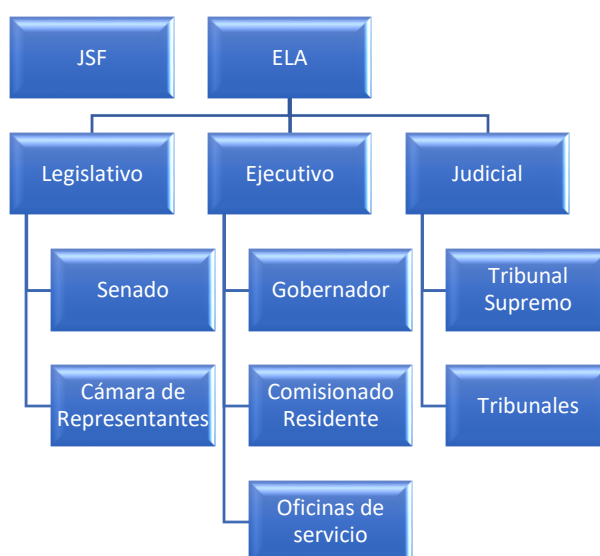 JSF
ELA
Legislativo
Ejecutivo
Judicial
Senado
Gobernador
Tribunal
Supremo
Cámara de
Representantes
Comisionado
Residente
Tribunales
Oficinas de
servicio